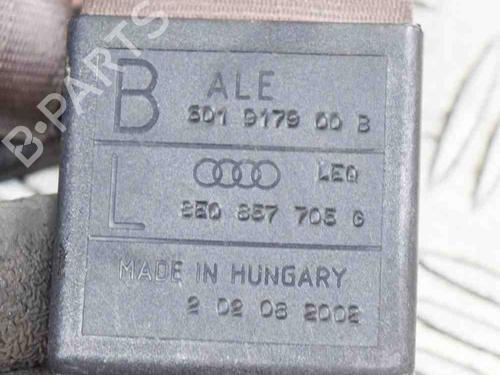 B ALE
601 9179 00 B
LEQ
L 8E0 857 705 G
MADE IN HUNGARY
2 02 08 2002
B-PARTS